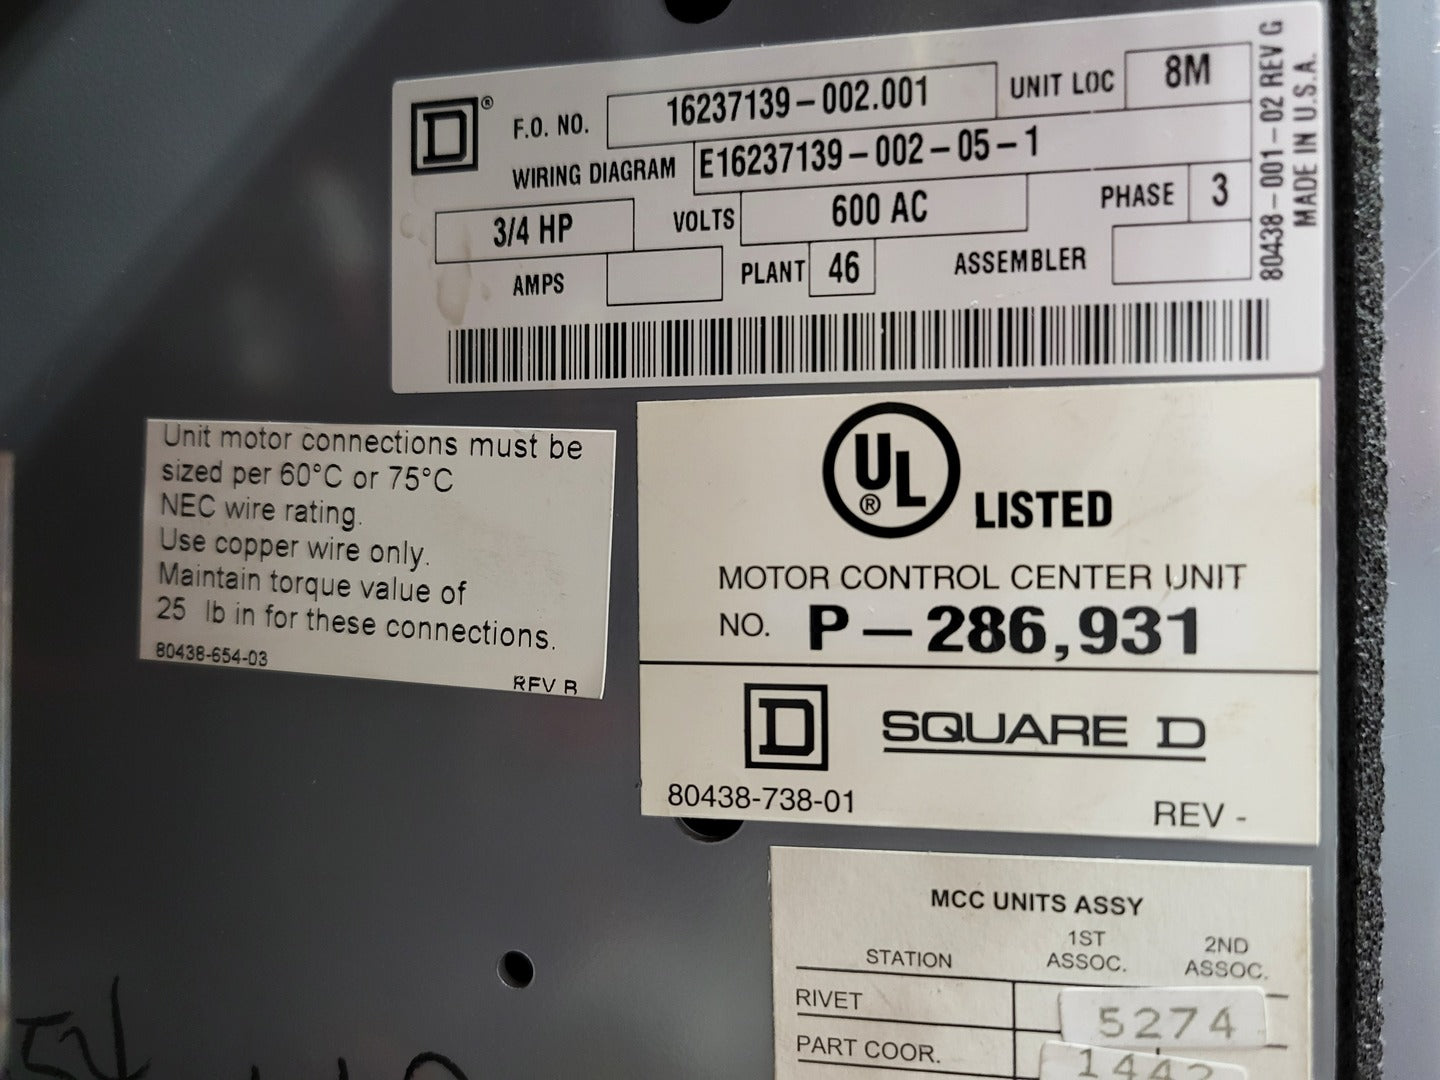 D® F.O. NO. 16237139-002.001 UNIT LOC 8M
WIRING DIAGRAM E16237139-002-05-1
3/4 HP VOLTS 600 AC PHASE 3
AMPS PLANT 46 ASSEMBLER
80438-001-02 REV G
MADE IN U.S.A.
Unit motor connections must be
sized per 60°C or 75°C
NEC wire rating.
Use copper wire only.
Maintain torque value of
25 lb in for these connections.
80438-654-03
REV B
UL® LISTED
MOTOR CONTROL CENTER UNIT
NO. P-286,931
D SQUARE D
80438-738-01
REV -
MCC UNITS ASSY
STATION 1ST ASSOC. 2ND ASSOC.
RIVET 5274
PART COOR. 1442